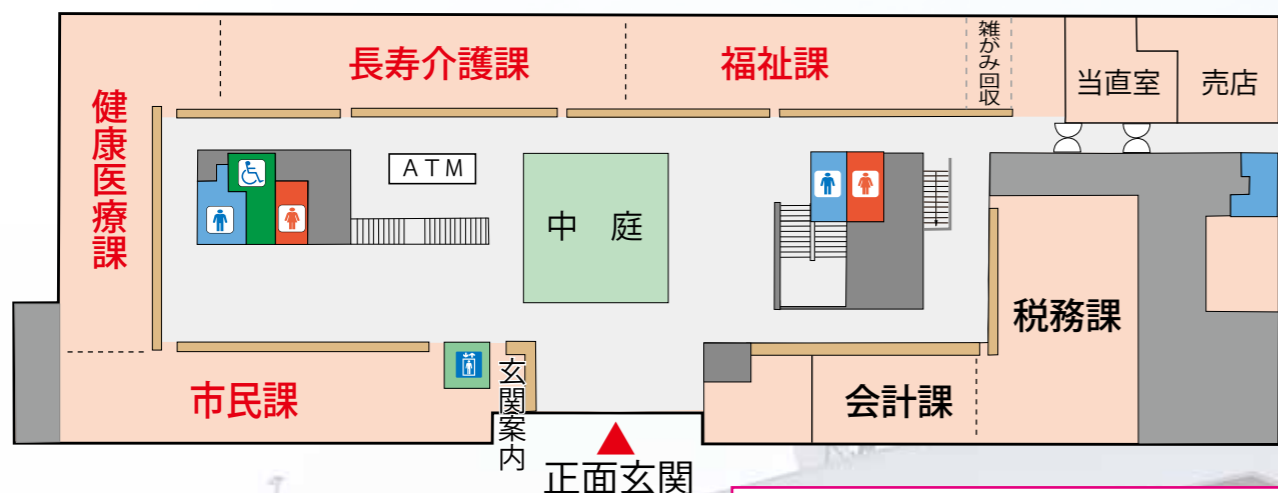 長寿介護課
福祉課
雑がみ回収
当直室
売店
健康医療課
ATM
中 庭
税務課
市民課
玄関案内
会計課
正面玄関